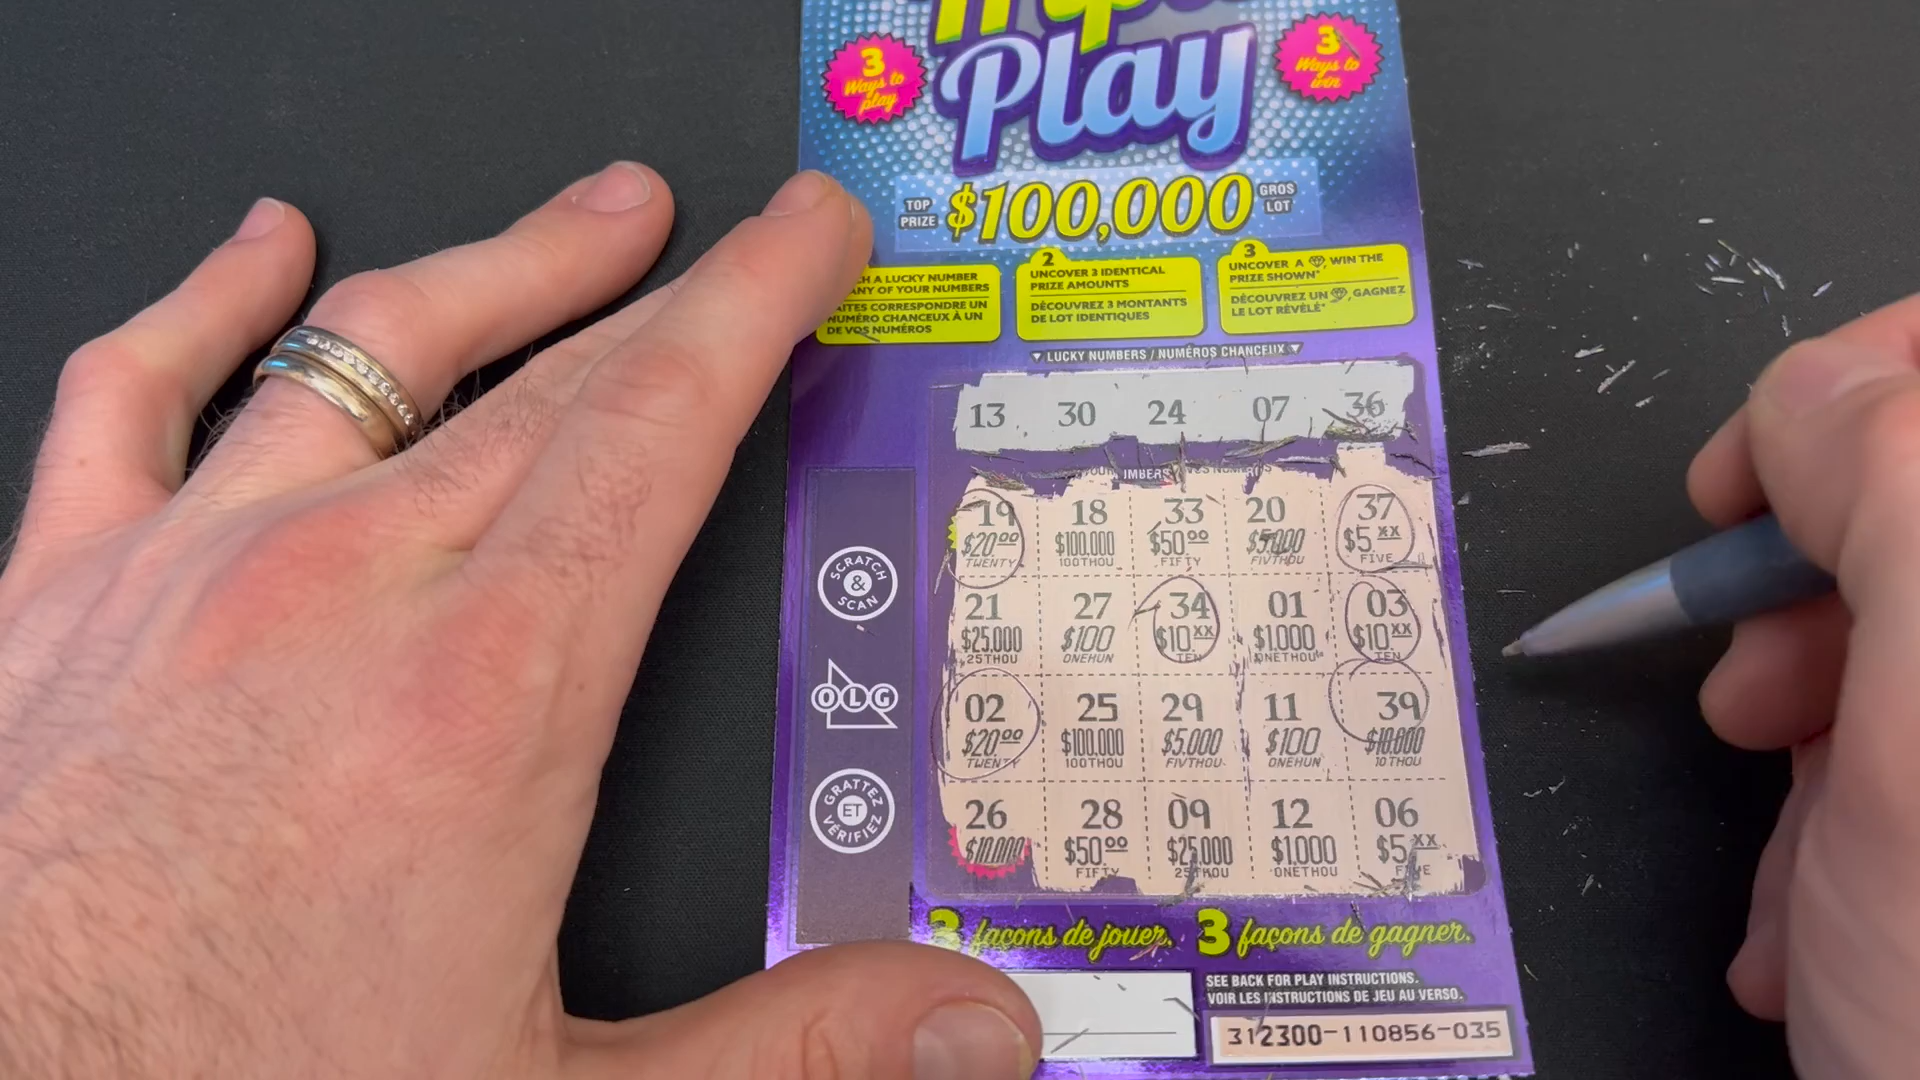 Play
3
Ways to
play
3
Ways to
win
TOP
PRIZE
$100,000
GROS
LOT
A LUCKY NUMBER
OF YOUR NUMBERS
CORRESPONDRE UN
NUMÉRO CHANCEUX À UN
DE VOS NUMÉROS
2
UNCOVER 3 IDENTICAL
PRIZE AMOUNTS
DÉCOUVREZ 3 MONTANTS
DE LOT IDENTIQUES
3
UNCOVER A , WIN THE
PRIZE SHOWN*
DÉCOUVREZ UN , GAGNEZ
LE LOT RÉVÉLÉ*
▼ LUCKY NUMBERS / NUMÉROS CHANCEUX ▼
13 30 24 07 36
19 18 33 20 37
$20.00 $100,000 $50.00 $5,000 $5.XX
TWENTY 100THOU FIFTY FIVTHOU FIVE
21 27 34 01 03
$25,000 $100 $10.XX $1,000 $10.XX
25THOU ONEHUN TEN ONETHOU TEN
02 25 29 11 39
$20.00 $100,000 $5,000 $100 $10,000
TWENTY 100THOU FIVTHOU ONEHUN 10THOU
26 28 09 12 06
$10,000 $50.00 $25,000 $1,000 $5.XX
FIFTY 25THOU ONETHOU FIVE
SCRATCH
&
SCAN
OLG
GRATTEZ
ET
VÉRIFIEZ
3 façons de jouer. 3 façons de gagner.
SEE BACK FOR PLAY INSTRUCTIONS.
VOIR LES INSTRUCTIONS DE JEU AU VERSO.
312300-110856-035